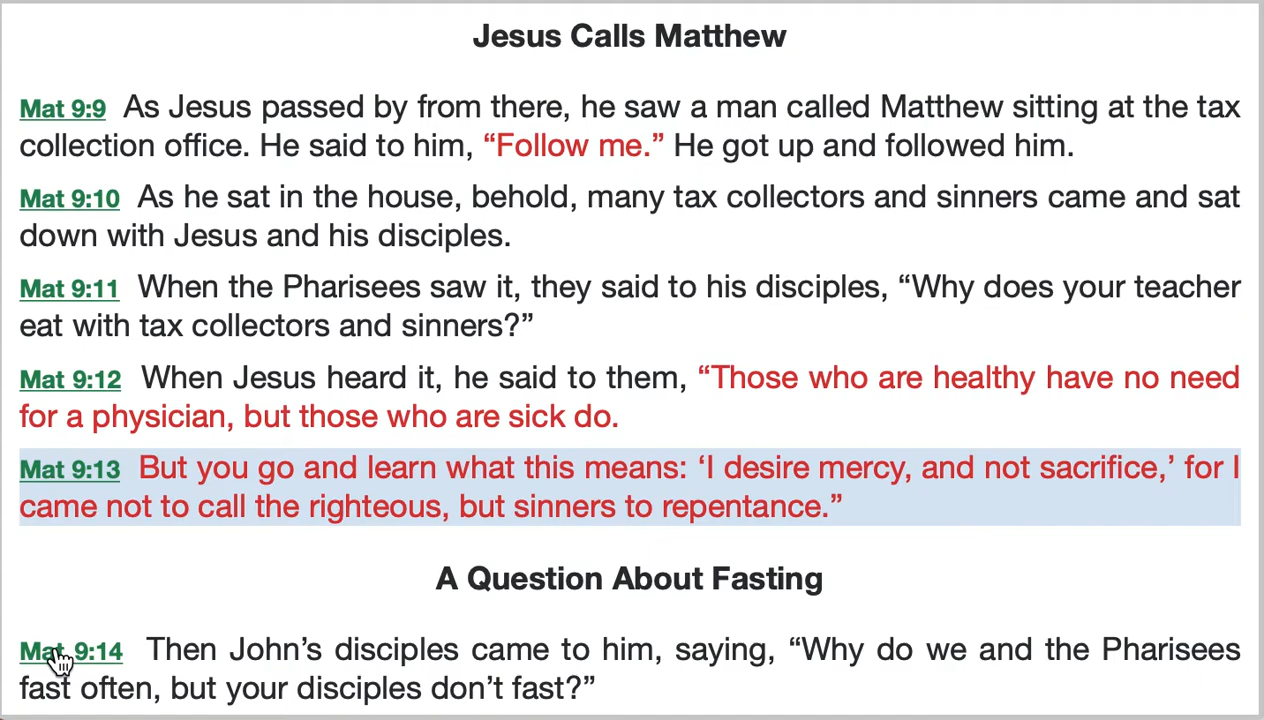 Jesus Calls Matthew
Mat 9:9 As Jesus passed by from there, he saw a man called Matthew sitting at the tax
collection office. He said to him, “Follow me.” He got up and followed him.
Mat 9:10 As he sat in the house, behold, many tax collectors and sinners came and sat
down with Jesus and his disciples.
Mat 9:11 When the Pharisees saw it, they said to his disciples, “Why does your teacher
eat with tax collectors and sinners?”
Mat 9:12 When Jesus heard it, he said to them, “Those who are healthy have no need
for a physician, but those who are sick do.
Mat 9:13 But you go and learn what this means: ‘I desire mercy, and not sacrifice,’ for I
came not to call the righteous, but sinners to repentance.”
A Question About Fasting
Mat 9:14 Then John’s disciples came to him, saying, “Why do we and the Pharisees
fast often, but your disciples don’t fast?”